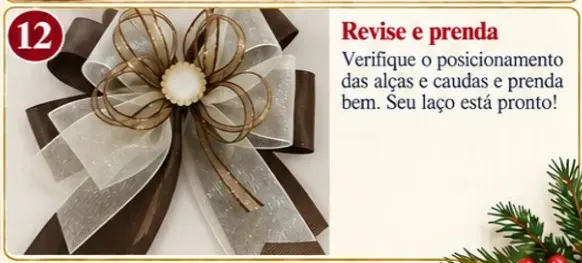 12
Revise e prenda
Verifique o posicionamento
das alças e caudas e prenda
bem. Seu laço está pronto!